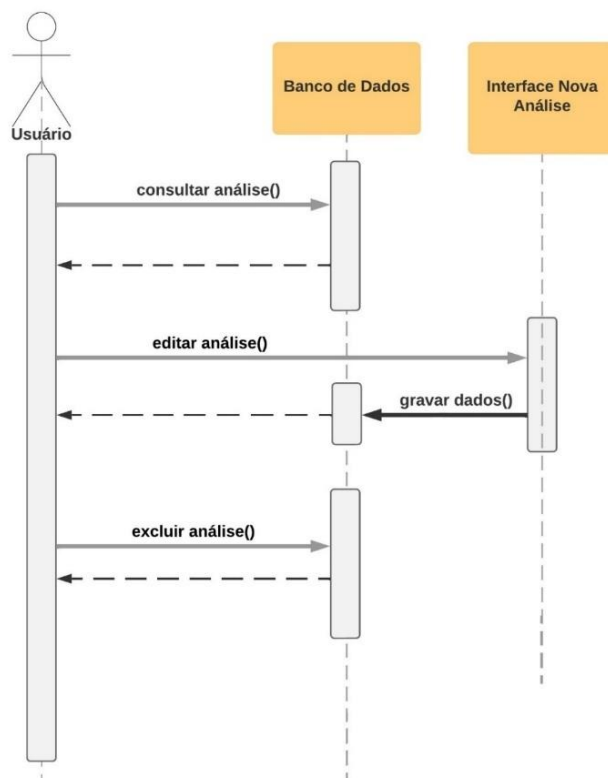 Banco de Dados
Interface Nova
Análise
Usuário
consultar análise()
editar análise()
gravar dados()
excluir análise()